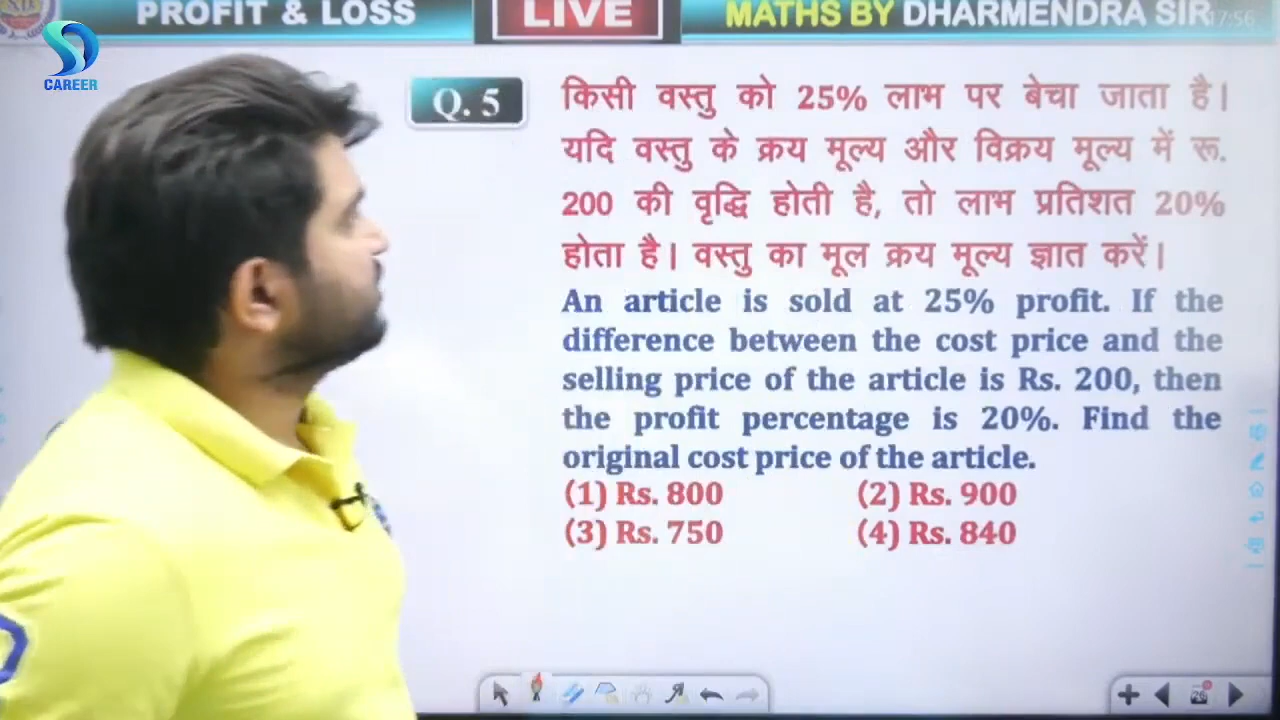 PROFIT & LOSS
LIVE
MATHS BY DHARMENDRA SIR
17:56
CAREER
Q. 5
किसी वस्तु को 25% लाभ पर बेचा जाता है।
यदि वस्तु के क्रय मूल्य और विक्रय मूल्य में रू.
200 की वृद्धि होती है, तो लाभ प्रतिशत 20%
होता है। वस्तु का मूल क्रय मूल्य ज्ञात करें।
An article is sold at 25% profit. If the
difference between the cost price and the
selling price of the article is Rs. 200, then
the profit percentage is 20%. Find the
original cost price of the article.
(1) Rs. 800 (2) Rs. 900
(3) Rs. 750 (4) Rs. 840